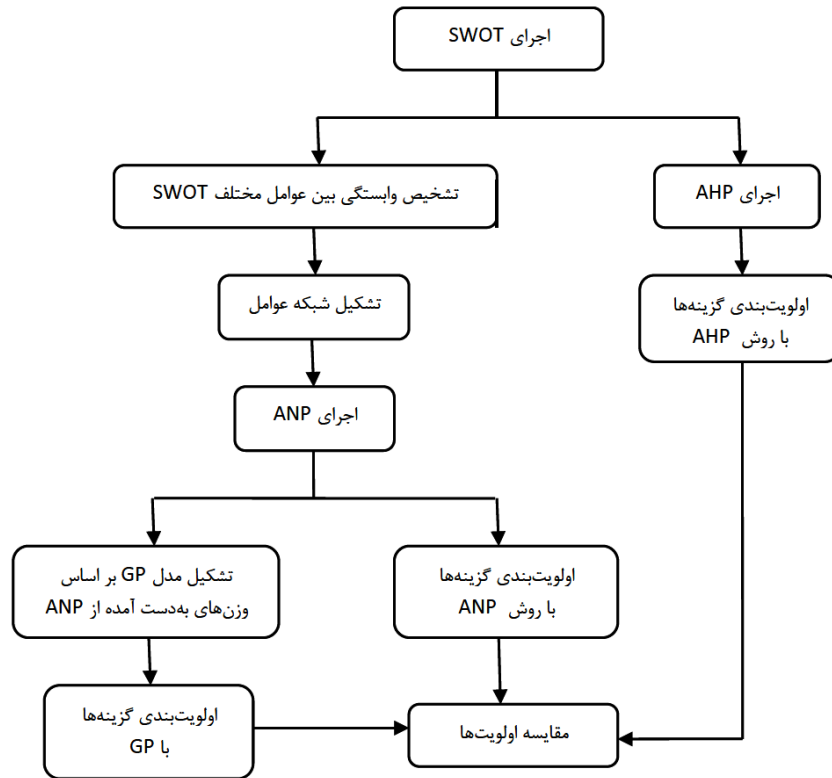 اجرای SWOT
تشخیص وابستگی بین عوامل مختلف SWOT
اجرای AHP
تشکیل شبکه عوامل
اولویت‌بندی گزینه‌ها
با روش AHP
اجرای ANP
تشکیل مدل GP بر اساس
وزن‌های به‌دست آمده از ANP
اولویت‌بندی گزینه‌ها
با روش ANP
اولویت‌بندی گزینه‌ها
با GP
مقایسه اولویت‌ها